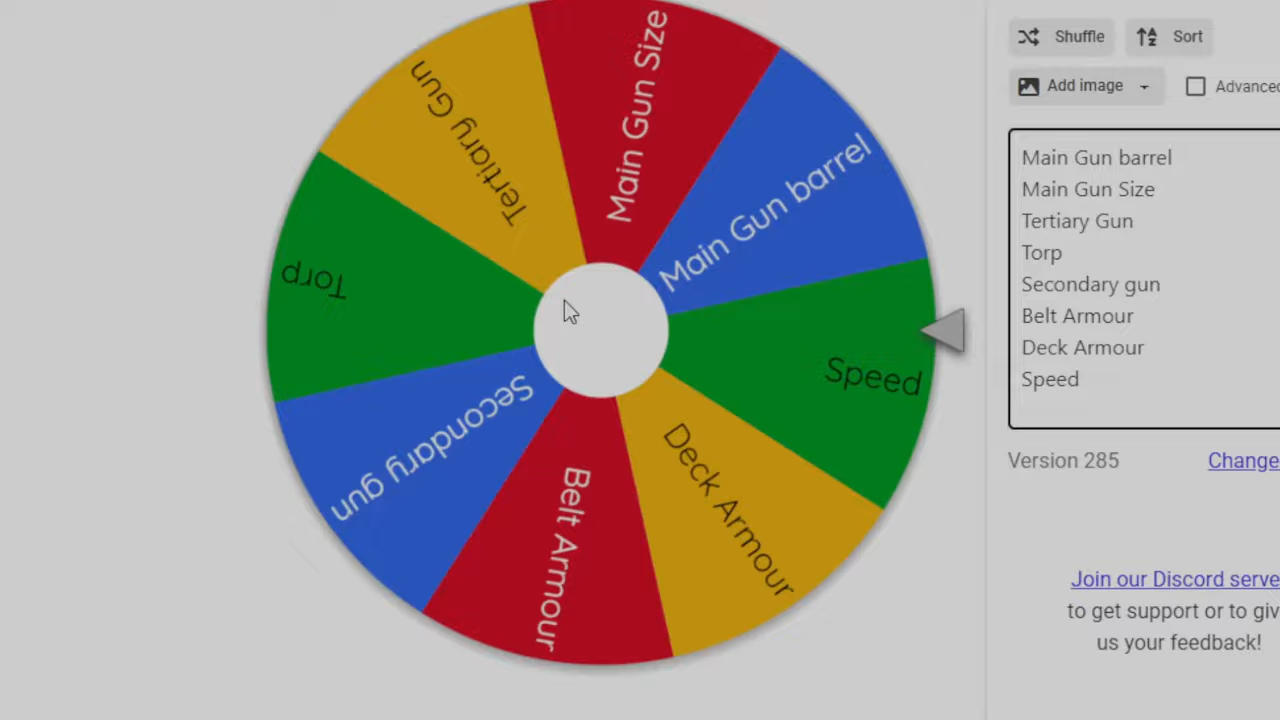 Main Gun Size
Main Gun barrel
Speed
Deck Armour
Belt Armour
Secondary gun
Torp
Tertiary Gun
Shuffle
Sort
Add image
Advanced
Main Gun barrel
Main Gun Size
Tertiary Gun
Torp
Secondary gun
Belt Armour
Deck Armour
Speed
Version 285
Change
Join our Discord serve
to get support or to giv
us your feedback!